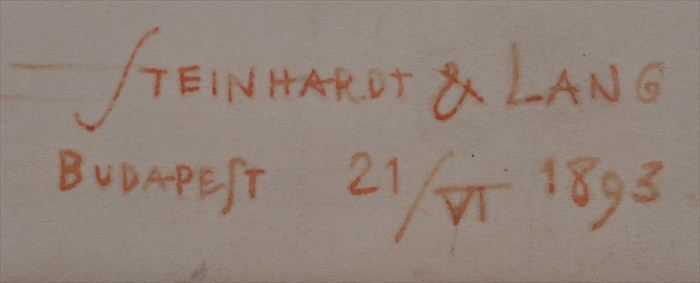 STEINHARDT & LANG
BUDAPEST 21/VI 1893